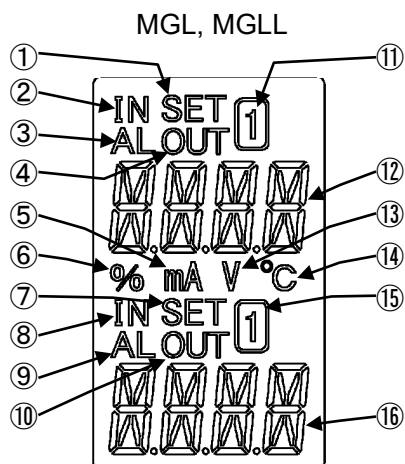 MGL, MGLL
① ⑪
② IN SET 1
③ AL OUT
④ ⑫
⑤ ⑬
⑥ % mA V °C ⑭
⑦ SET ⑮
⑧ IN 1
⑨ AL OUT
⑩ ⑯